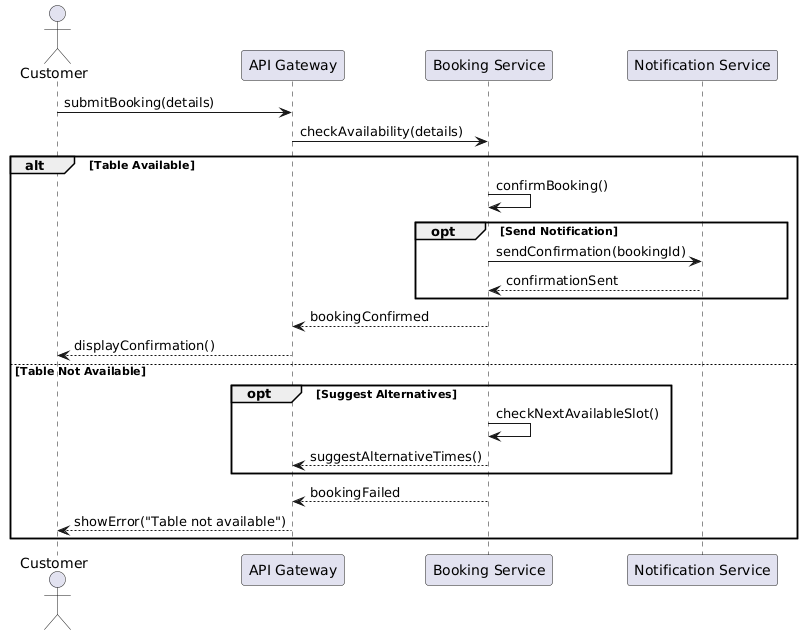 Customer
API Gateway
Booking Service
Notification Service
submitBooking(details)
checkAvailability(details)
alt [Table Available]
confirmBooking()
opt [Send Notification]
sendConfirmation(bookingId)
confirmationSent
bookingConfirmed
displayConfirmation()
[Table Not Available]
opt [Suggest Alternatives]
checkNextAvailableSlot()
suggestAlternativeTimes()
bookingFailed
showError("Table not available")
Customer
API Gateway
Booking Service
Notification Service